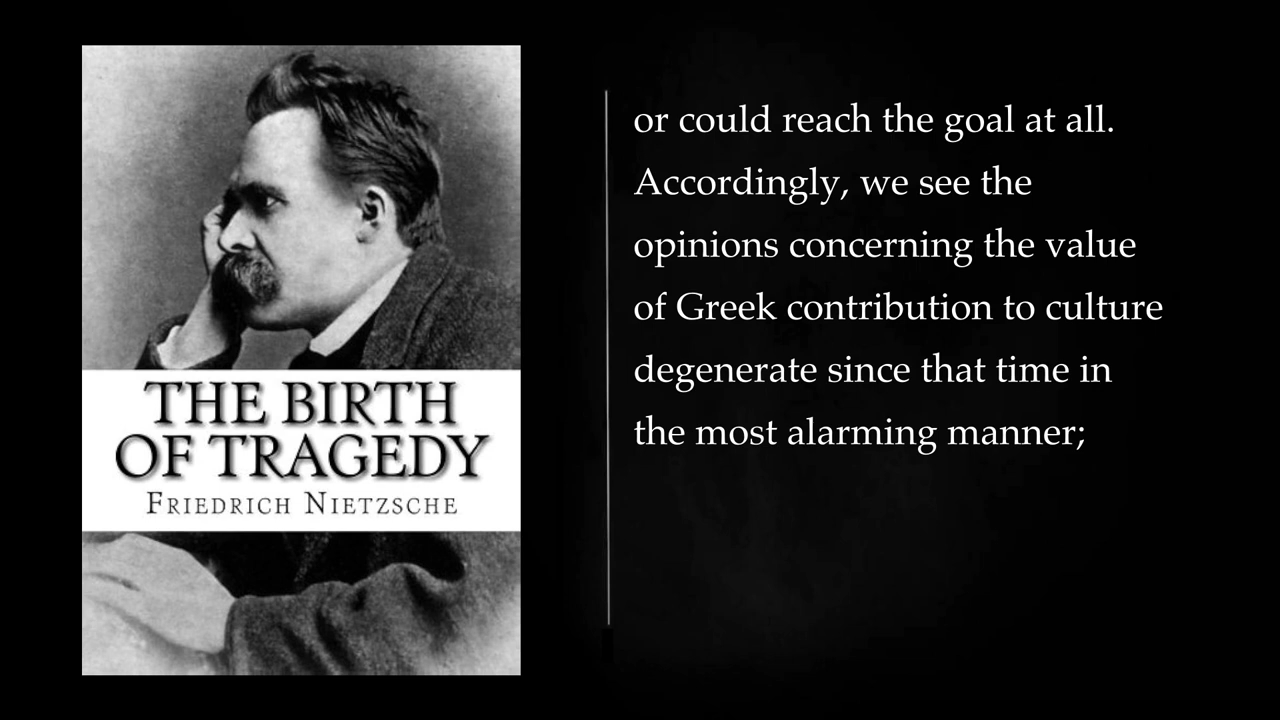 THE BIRTH
OF TRAGEDY
FRIEDRICH NIETZSCHE
or could reach the goal at all.
Accordingly, we see the
opinions concerning the value
of Greek contribution to culture
degenerate since that time in
the most alarming manner;